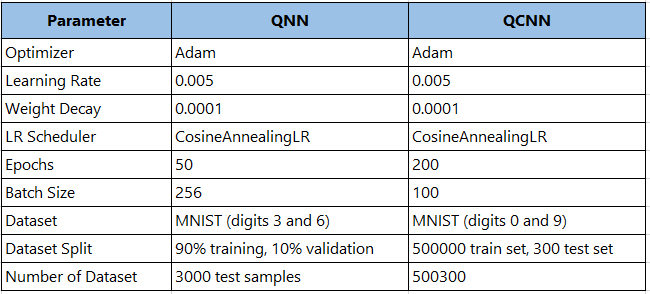 Parameter QNN QCNN
Optimizer Adam Adam
Learning Rate 0.005 0.005
Weight Decay 0.0001 0.0001
LR Scheduler CosineAnnealingLR CosineAnnealingLR
Epochs 50 200
Batch Size 256 100
Dataset MNIST (digits 3 and 6) MNIST (digits 0 and 9)
Dataset Split 90% training, 10% validation 500000 train set, 300 test set
Number of Dataset 3000 test samples 500300